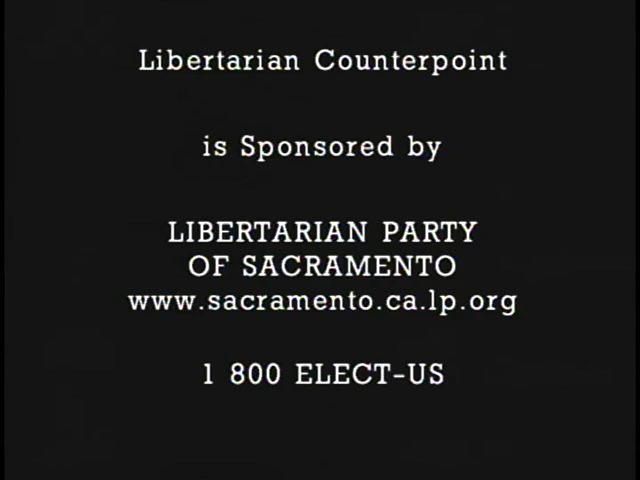 Libertarian Counterpoint
is Sponsored by
LIBERTARIAN PARTY
OF SACRAMENTO
www.sacramento.ca.lp.org
1 800 ELECT-US